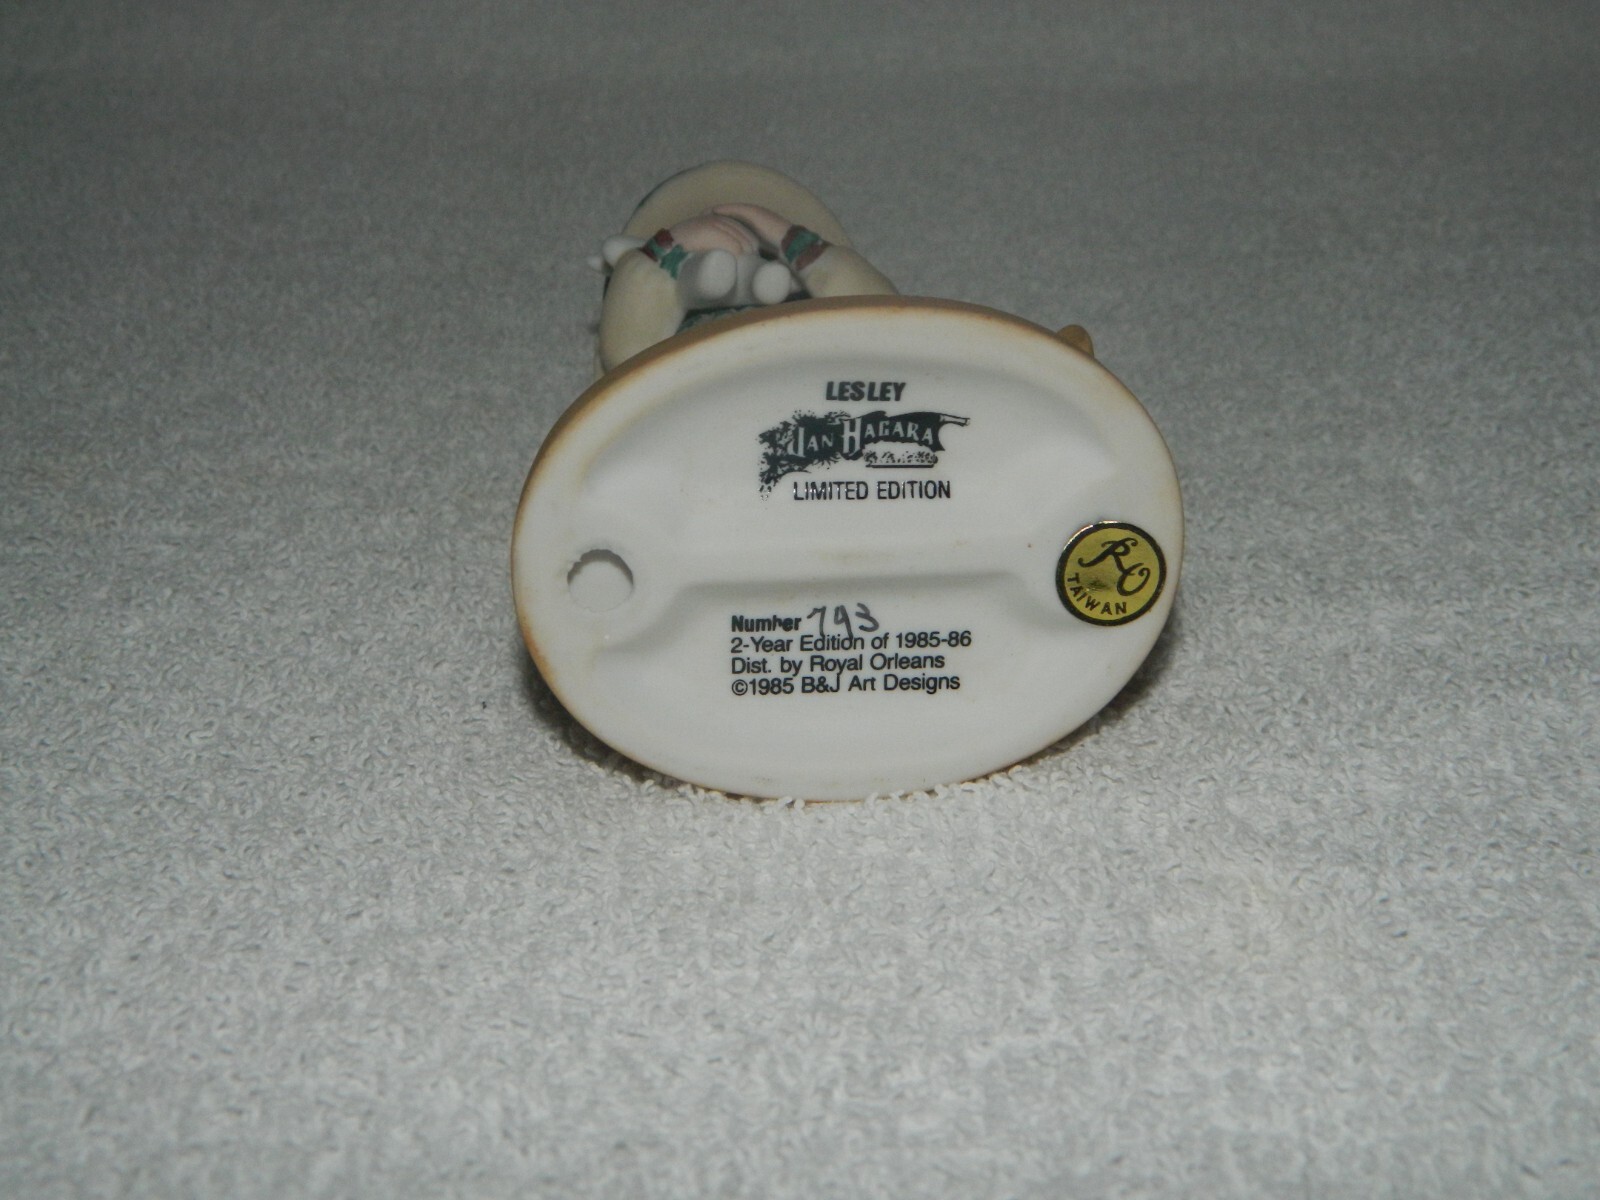 LESLEY
JAN HAGARA
LIMITED EDITION
RO
TAIWAN
Number 793
2-Year Edition of 1985-86
Dist. by Royal Orleans
©1985 B&J Art Designs